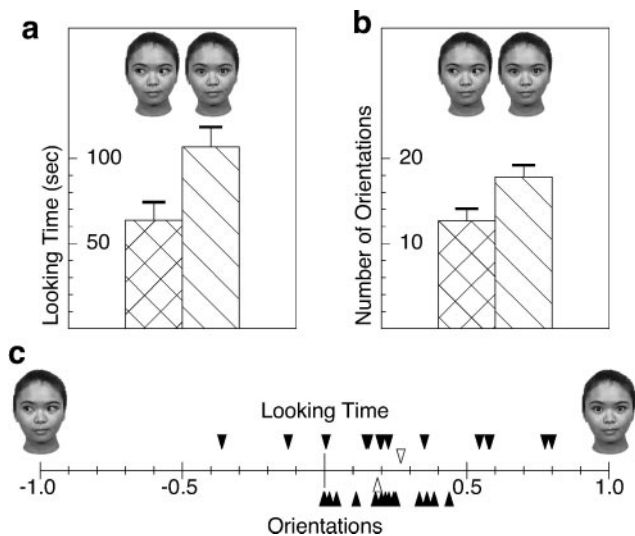 a
Looking Time (sec)
100
50
b
Number of Orientations
20
10
c
Looking Time
-1.0
-0.5
0.5
1.0
Orientations